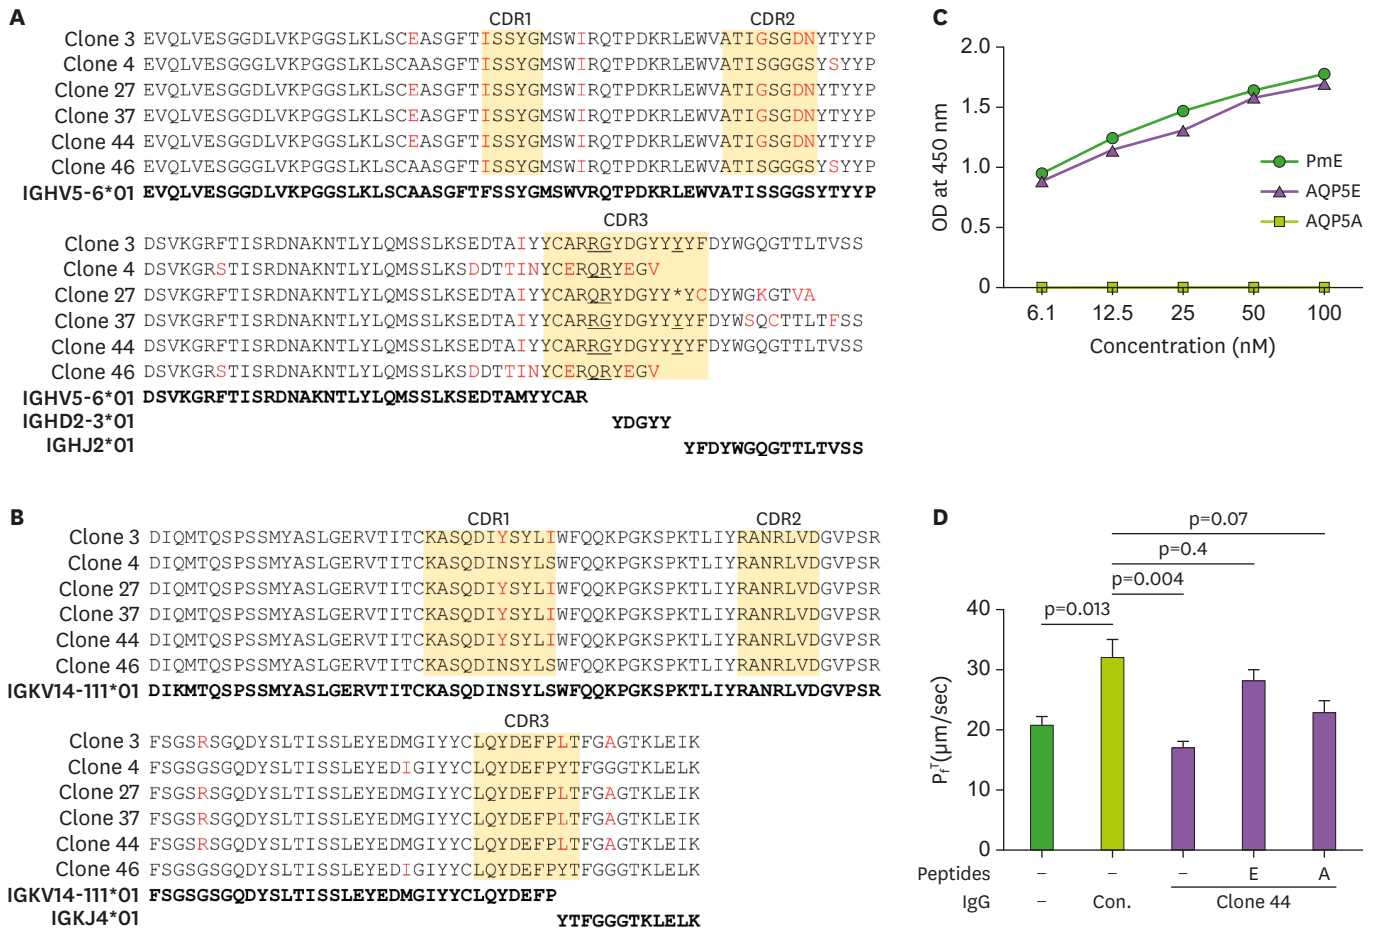 A
CDR1 CDR2
Clone 3 EVQLVESGGDLVKPGGSLKLSCEASGFTISSYGMSWIRQTPDKRLEWVATIGSGDNYTYYP
Clone 4 EVQLVESGGDLVKPGGSLKLSCAASGFTISSYGMSWIRQTPDKRLEWVATISGGGSYSYYP
Clone 27 EVQLVESGGDLVKPGGSLKLSCEASGFTISSYGMSWIRQTPDKRLEWVATIGSGDNYTYYP
Clone 37 EVQLVESGGDLVKPGGSLKLSCEASGFTISSYGMSWIRQTPDKRLEWVATIGSGDNYTYYP
Clone 44 EVQLVESGGDLVKPGGSLKLSCEASGFTISSYGMSWIRQTPDKRLEWVATIGSGDNYTYYP
Clone 46 EVQLVESGGDLVKPGGSLKLSCAASGFTISSYGMSWIRQTPDKRLEWVATISSGGSYSYYP
IGHV5-6*01 EVQLVESGGDLVKPGGSLKLSCAASGFTFSSYGMSWVRQTPDKRLEWVATISSGGSYTYYP
CDR3
Clone 3 DSVKGRFTISRDNAKNTLYLQMSSLKSEDTAIYYCARRGYDGYYYYFDYWGQGTTLTVSS
Clone 4 DSVKGRSTISRDNAKNTLYLQMSSLKSDDTTINYCERQRYEGV
Clone 27 DSVKGRFTISRDNAKNTLYLQMSSLKSEDTAIYYCARQRYDGYY*YCDYWGKGTVA
Clone 37 DSVKGRFTISRDNAKNTLYLQMSSLKSEDTAIYYCARRGYDGYYYYFDYWSQCTTLTFSS
Clone 44 DSVKGRFTISRDNAKNTLYLQMSSLKSEDTAIYYCARRGYDGYYYYFDYWGQGTTLTVSS
Clone 46 DSVKGRSTISRDNAKNTLYLQMSSLKSEDTTINYCERQRYEGV
IGHV5-6*01 DSVKGRFTISRDNAKNTLYLQMSSLKSEDTAMYYCAR
IGHD2-3*01 YDGYY
IGHJ2*01 YFDYWGQGTTLTVSS
B
CDR1 CDR2
Clone 3 DIQMTQSPSSMYASLGERVTITCKASQDIYSYLIWFQQKPGKSPKTLIYRANRLVDGVPSR
Clone 4 DIQMTQSPSSMYASLGERVTITCKASQDINSYLSWFQQKPGKSPKTLIYRANRLVDGVPSR
Clone 27 DIQMTQSPSSMYASLGERVTITCKASQDIYSYLIWFQQKPGKSPKTLIYRANRLVDGVPSR
Clone 37 DIQMTQSPSSMYASLGERVTITCKASQDIYSYLIWFQQKPGKSPKTLIYRANRLVDGVPSR
Clone 44 DIQMTQSPSSMYASLGERVTITCKASQDIYSYLIWFQQKPGKSPKTLIYRANRLVDGVPSR
Clone 46 DIQMTQSPSSMYASLGERVTITCKASQDINSYLSWFQQKPGKSPKTLIYRANRLVDGVPSR
IGKV14-111*01 DIKMTQSPSSMYASLGERVTITCKASQDINSYLSWFQQKPGKSPKTLIYRANRLVDGVPSR
CDR3
Clone 3 FSGSRSGQDYSLTISSLEYEDMGIYYCLQYDEFPLTFGAGTKLEIK
Clone 4 FSGSGSGQDYSLTISSLEYEDIGIYYCLQYDEFPYTFGGGTKLELK
Clone 27 FSGSRSGQDYSLTISSLEYEDMGIYYCLQYDEFPLTFGAGTKLEIK
Clone 37 FSGSRSGQDYSLTISSLEYEDMGIYYCLQYDEFPLTFGAGTKLEIK
Clone 44 FSGSRSGQDYSLTISSLEYEDMGIYYCLQYDEFPLTFGAGTKLEIK
Clone 46 FSGSGSGQDYSLTISSLEYEDIGIYYCLQYDEFPYTFGGGTKLELK
IGKV14-111*01 FSGSGSGQDYSLTISSLEYEDMGIYYCLQYDEFP
IGKJ4*01 YTFGGGTKLELK
C
OD at 450 nm
2.0
1.5
1.0
0.5
0
6.1 12.5 25 50 100
Concentration (nM)
PmE
AQP5E
AQP5A
D
p=0.07
p=0.4
p=0.004
p=0.013
PfT(μm/sec)
40
30
20
10
0
Peptides – – – E A
IgG – Con. Clone 44